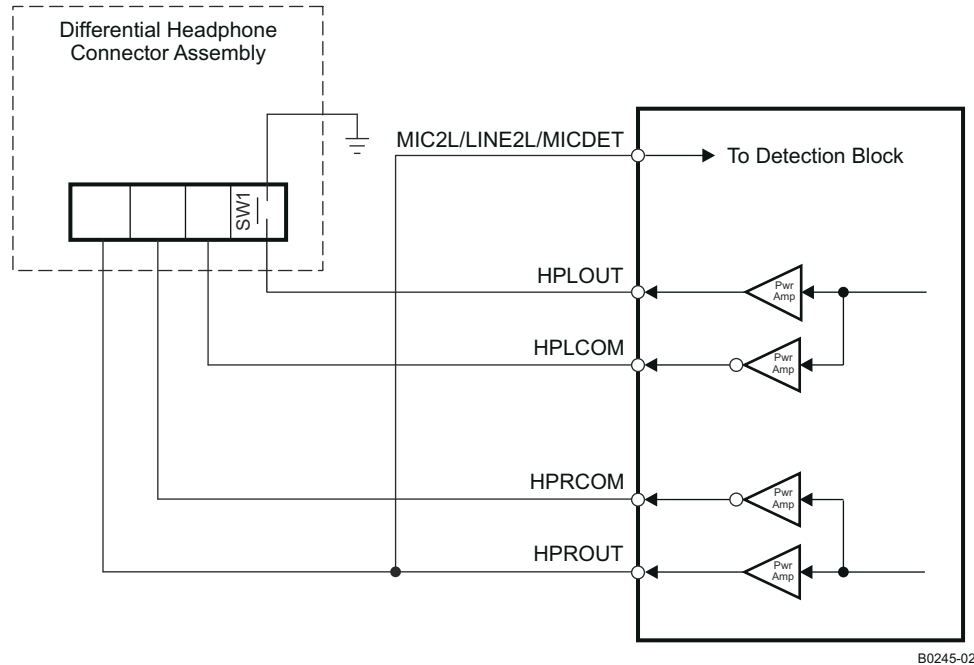 Differential Headphone
Connector Assembly
MIC2L/LINE2L/MICDET
To Detection Block
SW1
HPLOUT
Pwr
Amp
HPLCOM
Pwr
Amp
HPRCOM
Pwr
Amp
HPROUT
Pwr
Amp
B0245-02